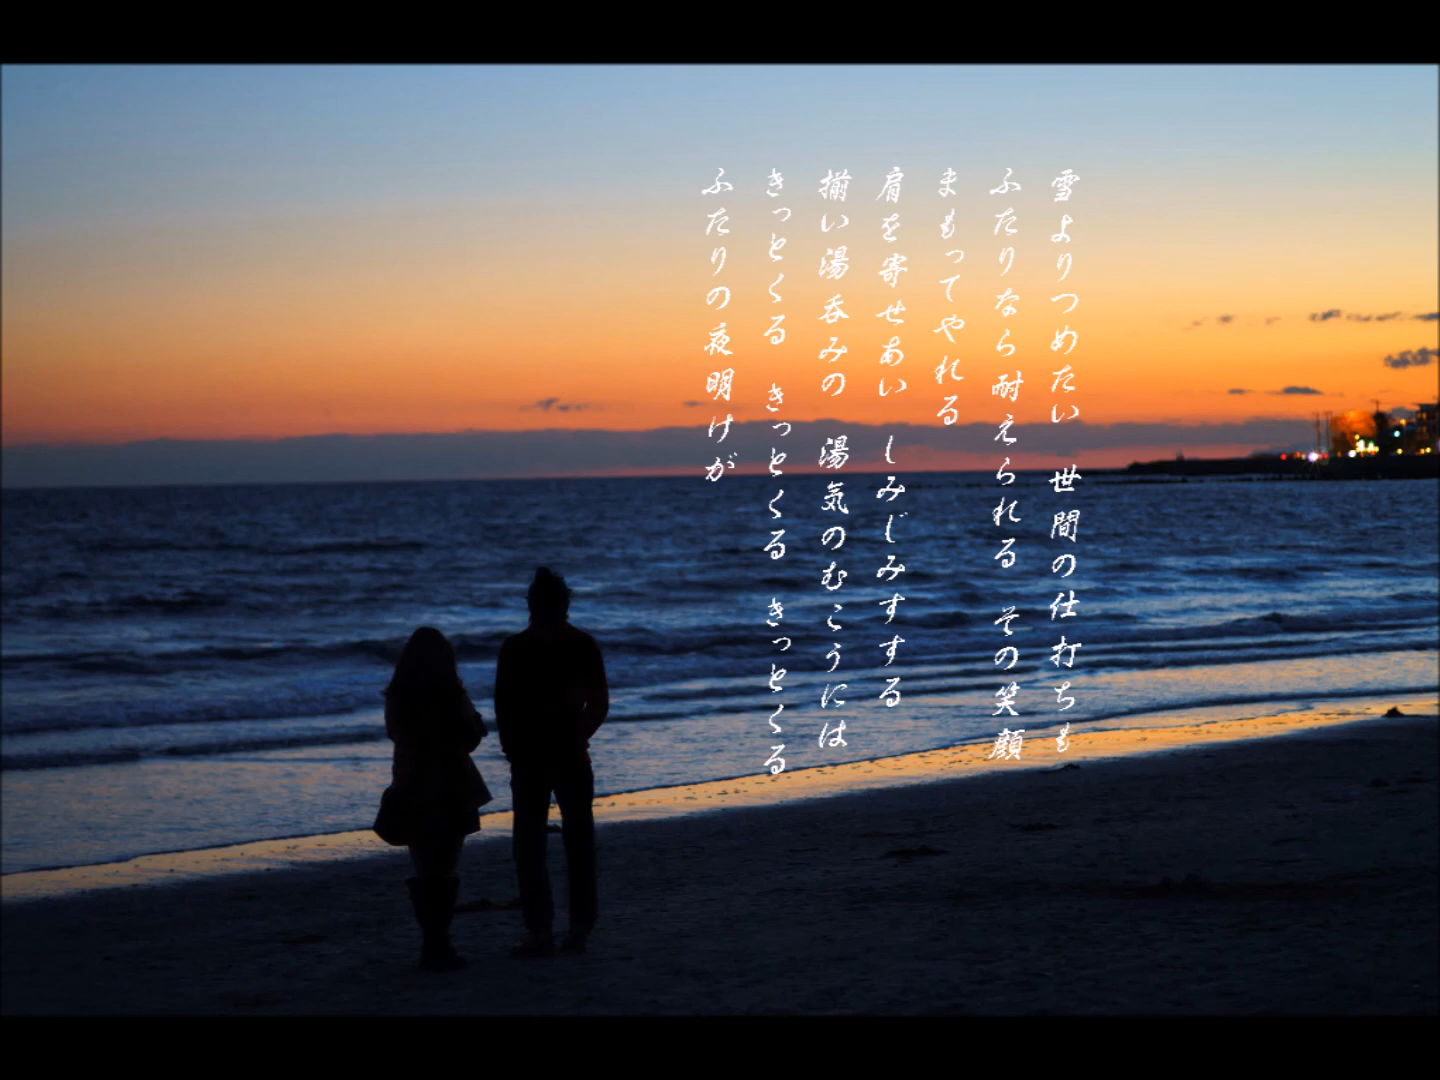 雪よりつめたい　世間の仕打ちも
ふたりなら耐えられる　その笑顔
まもってやれる
肩を寄せあい　しみじみすする
揃い湯呑みの　湯気のむこうには
きっとくる　きっとくる　きっとくる
ふたりの夜明けが